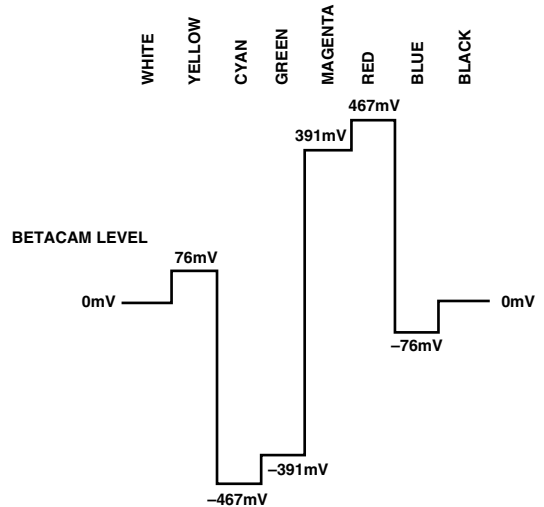 WHITE
YELLOW
CYAN
GREEN
MAGENTA
RED
BLUE
BLACK
467mV
391mV
BETACAM LEVEL
76mV
0mV
0mV
–76mV
–391mV
–467mV